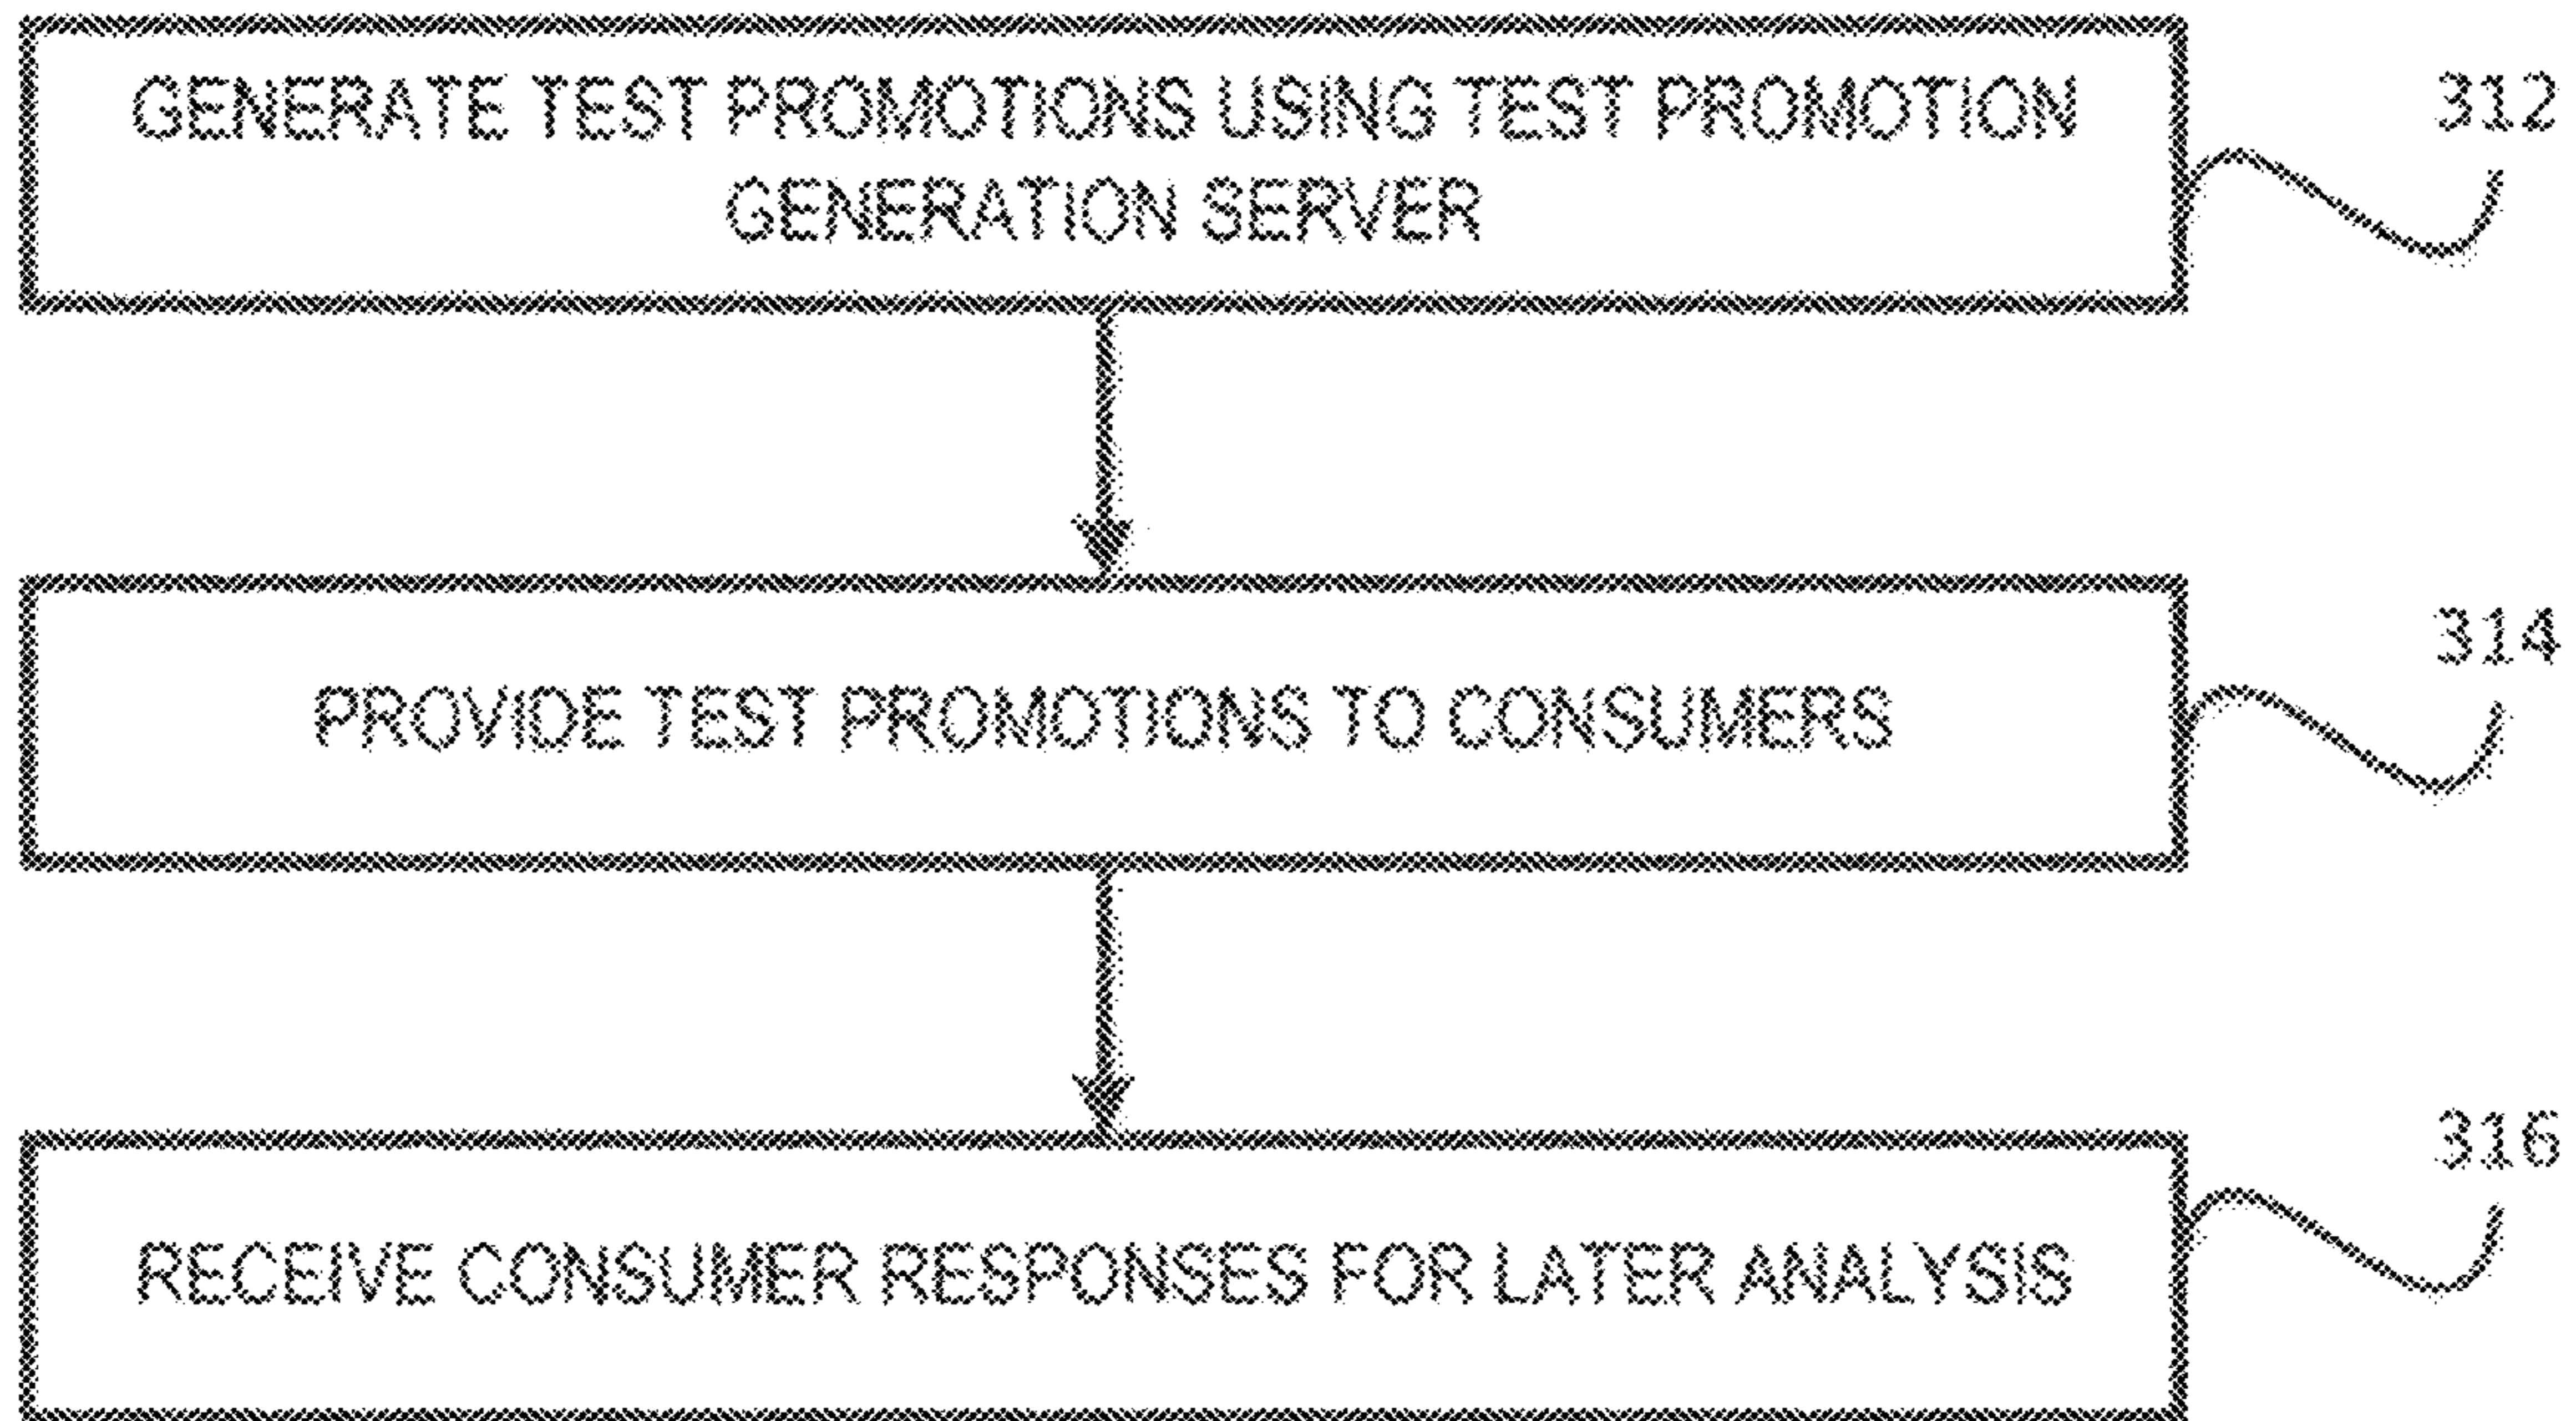 GENERATE TEST PROMOTIONS USING TEST PROMOTION
GENERATION SERVER
312
PROVIDE TEST PROMOTIONS TO CONSUMERS
314
RECEIVE CONSUMER RESPONSES FOR LATER ANALYSIS
316